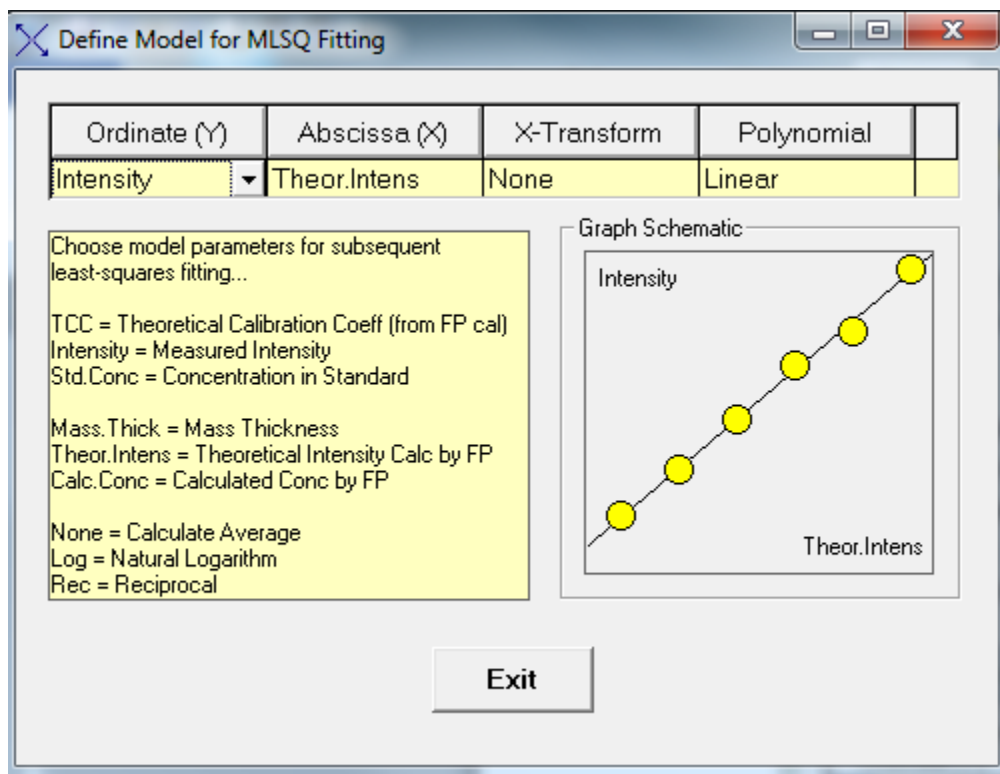 Define Model for MLSQ Fitting
Ordinate (Y) Abscissa (X) X-Transform Polynomial
Intensity Theor.Intens None Linear
Choose model parameters for subsequent
least-squares fitting...
TCC = Theoretical Calibration Coeff (from FP cal)
Intensity = Measured Intensity
Std.Conc = Concentration in Standard
Mass.Thick = Mass Thickness
Theor.Intens = Theoretical Intensity Calc by FP
Calc.Conc = Calculated Conc by FP
None = Calculate Average
Log = Natural Logarithm
Rec = Reciprocal
Graph Schematic
Intensity
Theor.Intens
Exit